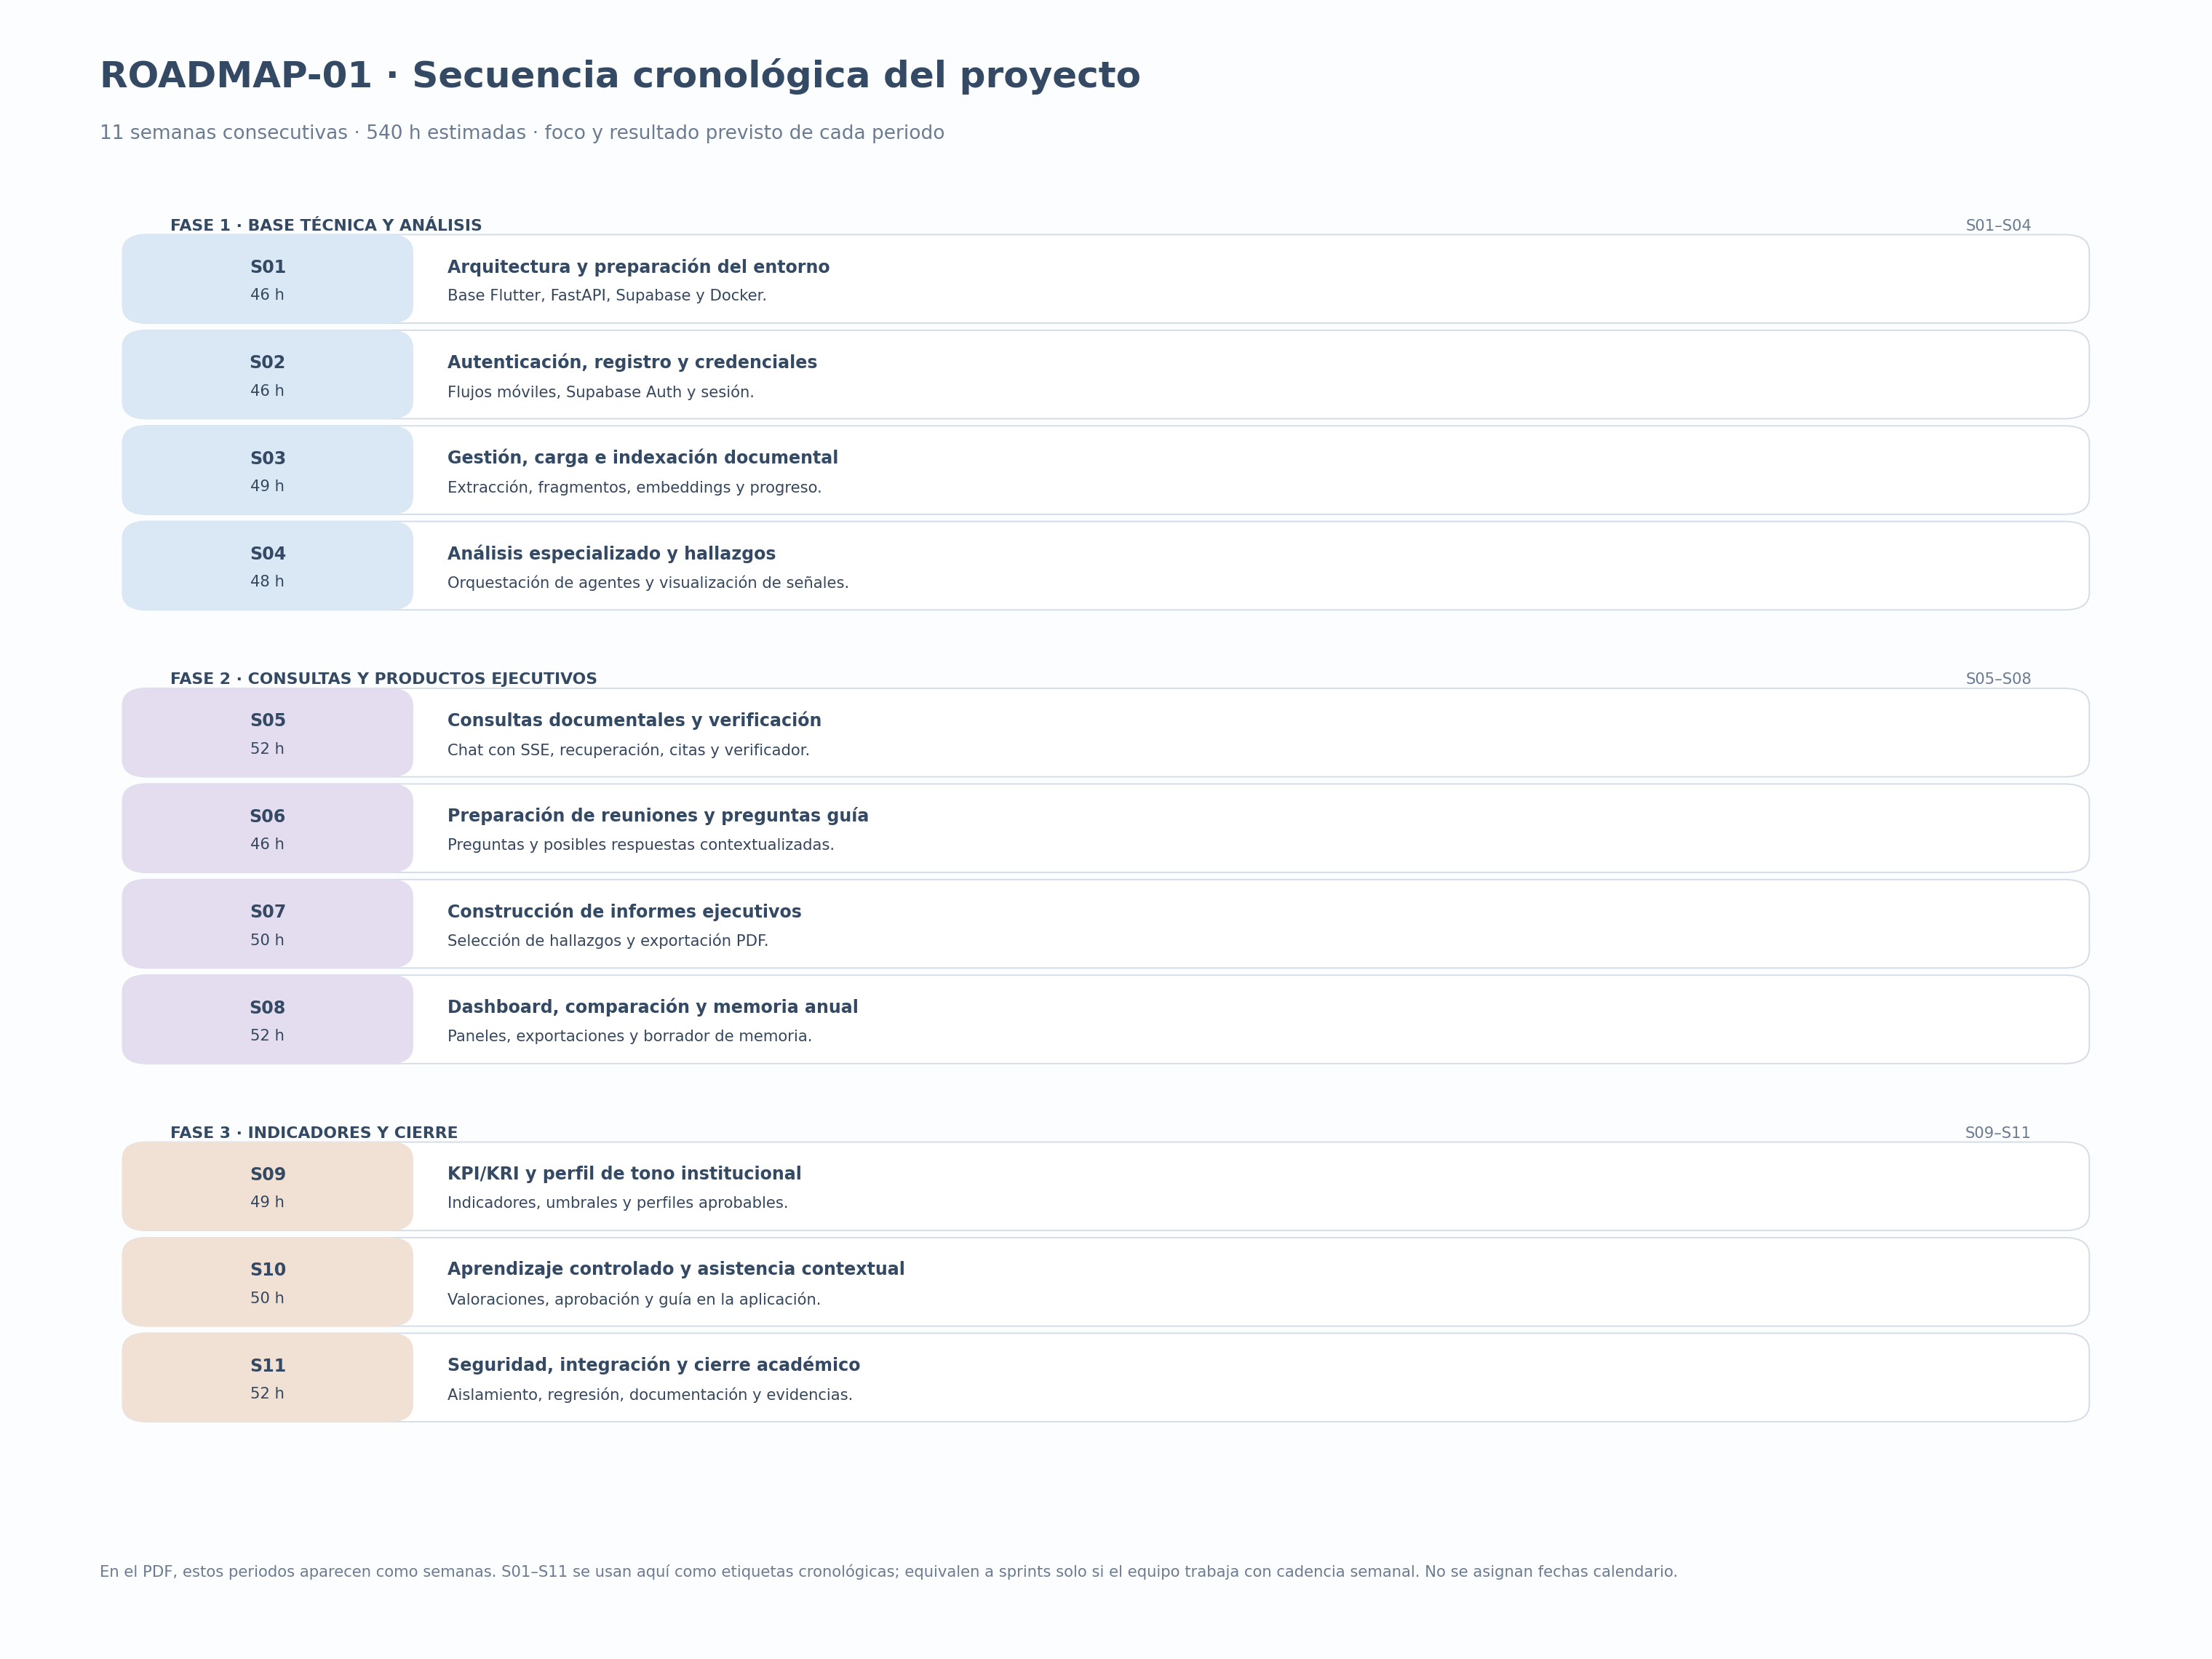 ROADMAP-01 · Secuencia cronológica del proyecto
11 semanas consecutivas · 540 h estimadas · foco y resultado previsto de cada periodo
FASE 1 · BASE TÉCNICA Y ANÁLISIS
S01–S04
S01
46 h
Arquitectura y preparación del entorno
Base Flutter, FastAPI, Supabase y Docker.
S02
46 h
Autenticación, registro y credenciales
Flujos móviles, Supabase Auth y sesión.
S03
49 h
Gestión, carga e indexación documental
Extracción, fragmentos, embeddings y progreso.
S04
48 h
Análisis especializado y hallazgos
Orquestación de agentes y visualización de señales.
FASE 2 · CONSULTAS Y PRODUCTOS EJECUTIVOS
S05–S08
S05
52 h
Consultas documentales y verificación
Chat con SSE, recuperación, citas y verificador.
S06
46 h
Preparación de reuniones y preguntas guía
Preguntas y posibles respuestas contextualizadas.
S07
50 h
Construcción de informes ejecutivos
Selección de hallazgos y exportación PDF.
S08
52 h
Dashboard, comparación y memoria anual
Paneles, exportaciones y borrador de memoria.
FASE 3 · INDICADORES Y CIERRE
S09–S11
S09
49 h
KPI/KRI y perfil de tono institucional
Indicadores, umbrales y perfiles aprobables.
S10
50 h
Aprendizaje controlado y asistencia contextual
Valoraciones, aprobación y guía en la aplicación.
S11
52 h
Seguridad, integración y cierre académico
Aislamiento, regresión, documentación y evidencias.
En el PDF, estos periodos aparecen como semanas. S01–S11 se usan aquí como etiquetas cronológicas; equivalen a sprints solo si el equipo trabaja con cadencia semanal. No se asignan fechas calendario.